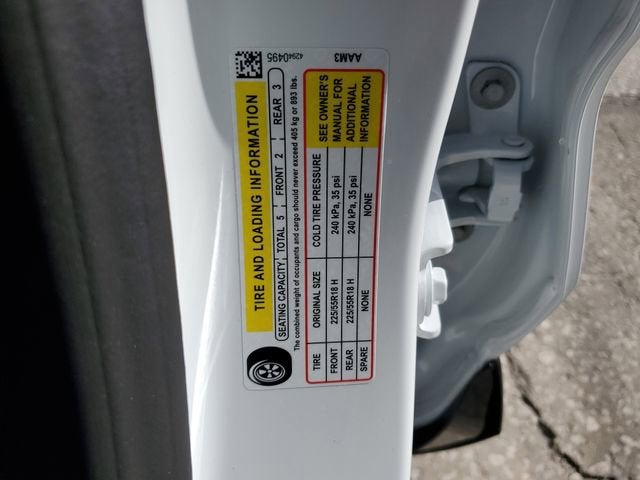 TIRE AND LOADING INFORMATION
SEATING CAPACITY TOTAL 5 FRONT 2 REAR 3
The combined weight of occupants and cargo should never exceed 405 kg or 893 lbs.
TIRE ORIGINAL SIZE COLD TIRE PRESSURE
FRONT 225/55R18 H 240 kPa, 35 psi
REAR 225/55R18 H 240 kPa, 35 psi
SPARE NONE NONE
SEE OWNER'S
MANUAL FOR
ADDITIONAL
INFORMATION
42940495
AAM3